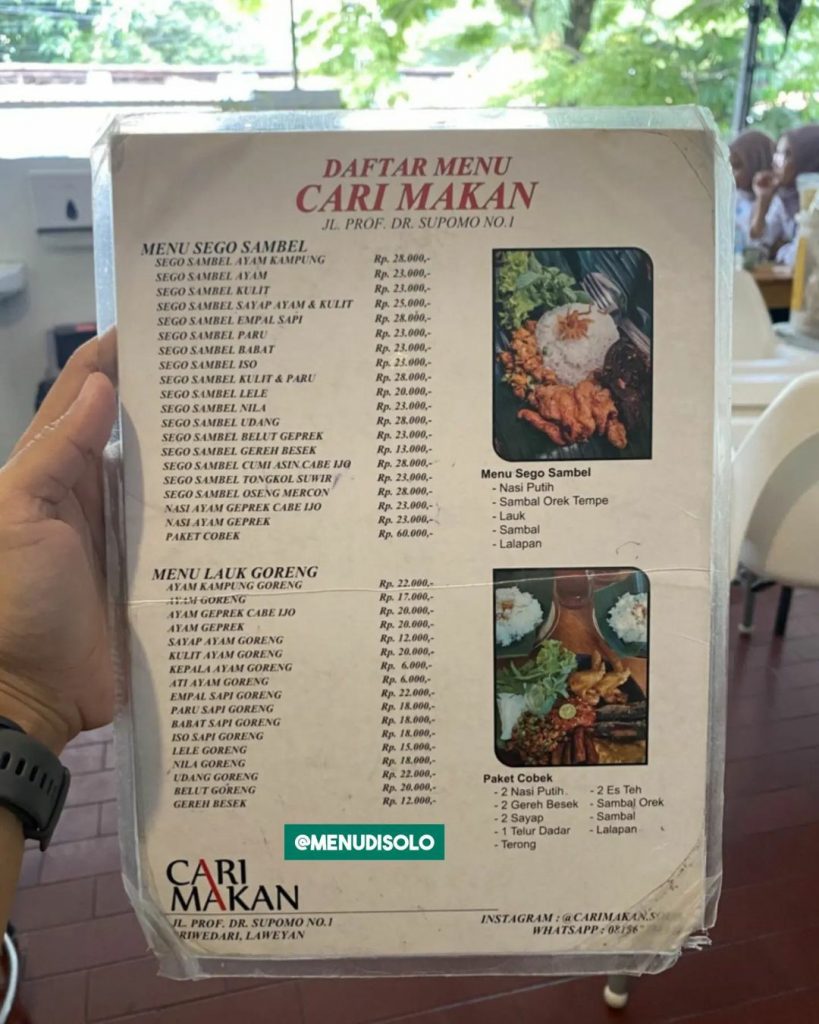 DAFTAR MENU
CARI MAKAN
JL. PROF. DR. SUPOMO NO.1
MENU SEGO SAMBEL
SEGO SAMBEL AYAM KAMPUNG Rp. 28.000,-
SEGO SAMBEL AYAM Rp. 23.000,-
SEGO SAMBEL KULIT Rp. 23.000,-
SEGO SAMBEL SAYAP AYAM & KULIT Rp. 25.000,-
SEGO SAMBEL EMPAL SAPI Rp. 28.000,-
SEGO SAMBEL PARU Rp. 23.000,-
SEGO SAMBEL BABAT Rp. 23.000,-
SEGO SAMBEL ISO Rp. 23.000,-
SEGO SAMBEL KULIT & PARU Rp. 28.000,-
SEGO SAMBEL LELE Rp. 20.000,-
SEGO SAMBEL NILA Rp. 23.000,-
SEGO SAMBEL UDANG Rp. 28.000,-
SEGO SAMBEL BELUT GEPREK Rp. 23.000,-
SEGO SAMBEL GEREH BESEK Rp. 13.000,-
SEGO SAMBEL CUMI ASIN CABE IJO Rp. 28.000,-
SEGO SAMBEL TONGKOL SUWIR Rp. 23,000,-
SEGO SAMBEL OSENG MERCON Rp. 28.000,-
NASI AYAM GEPREK CABE IJO Rp. 23.000,-
NASI AYAM GEPREK Rp. 23.000,-
PAKET COBEK Rp. 60.000,-
Menu Sego Sambel
- Nasi Putih
- Sambal Orek Tempe
- Lauk
- Sambal
- Lalapan
MENU LAUK GORENG
AYAM KAMPUNG GORENG Rp. 22.000,-
AYAM GORENG Rp. 17.000,-
AYAM GEPREK CABE IJO Rp. 20.000,-
AYAM GEPREK Rp. 20.000,-
SAYAP AYAM GORENG Rp. 12.000,-
KULIT AYAM GORENG Rp. 20.000,-
KEPALA AYAM GORENG Rp. 6.000,-
ATI AYAM GORENG Rp. 6.000,-
EMPAL SAPI GORENG Rp. 22.000,-
PARU SAPI GORENG Rp. 18.000,-
BABAT SAPI GORENG Rp. 18.000,-
ISO SAPI GORENG Rp. 18.000,-
LELE GORENG Rp. 15.000,-
NILA GORENG Rp. 18.000,-
UDANG GORENG Rp. 22.000,-
BELUT GORENG Rp. 20.000,-
GEREH BESEK Rp. 12.000,-
Paket Cobek
- 2 Nasi Putih - 2 Es Teh
- 2 Gereh Besek - Sambal Orek
- 2 Sayap - Sambal
- 1 Telur Dadar - Lalapan
- Terong
@MENUDISOLO
CARI
MAKAN
JL. PROF. DR. SUPOMO NO.1
RIWEDARI, LAWEYAN
INSTAGRAM : @CARIMAKAN.S
WHATSAPP :